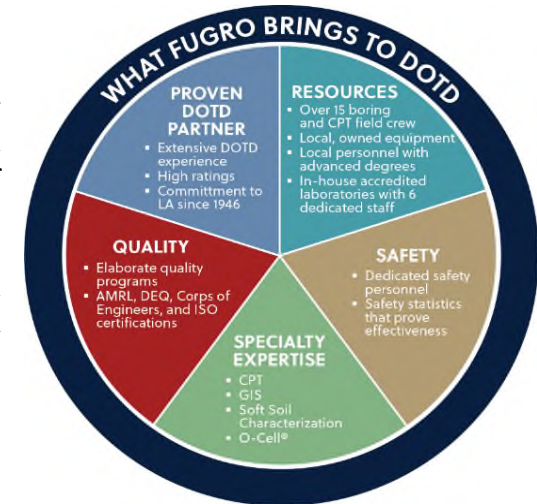 WHAT FUGRO BRINGS TO DOTD
PROVEN
DOTD
PARTNER
▪ Extensive DOTD
experience
▪ High ratings
▪ Committment to
LA since 1946
RESOURCES
▪ Over 15 boring
and CPT field crew
▪ Local, owned equipment
▪ Local personnel with
advanced degrees
▪ In-house accredited
laboratories with 6
dedicated staff
QUALITY
▪ Elaborate quality
programs
▪ AMRL, DEQ, Corps of
Engineers, and ISO
certifications
SAFETY
▪ Dedicated safety
personnel
▪ Safety statistics
that prove
effectiveness
SPECIALTY
EXPERTISE
▪ CPT
▪ GIS
▪ Soft Soil
Characterization
▪ O-Cell®